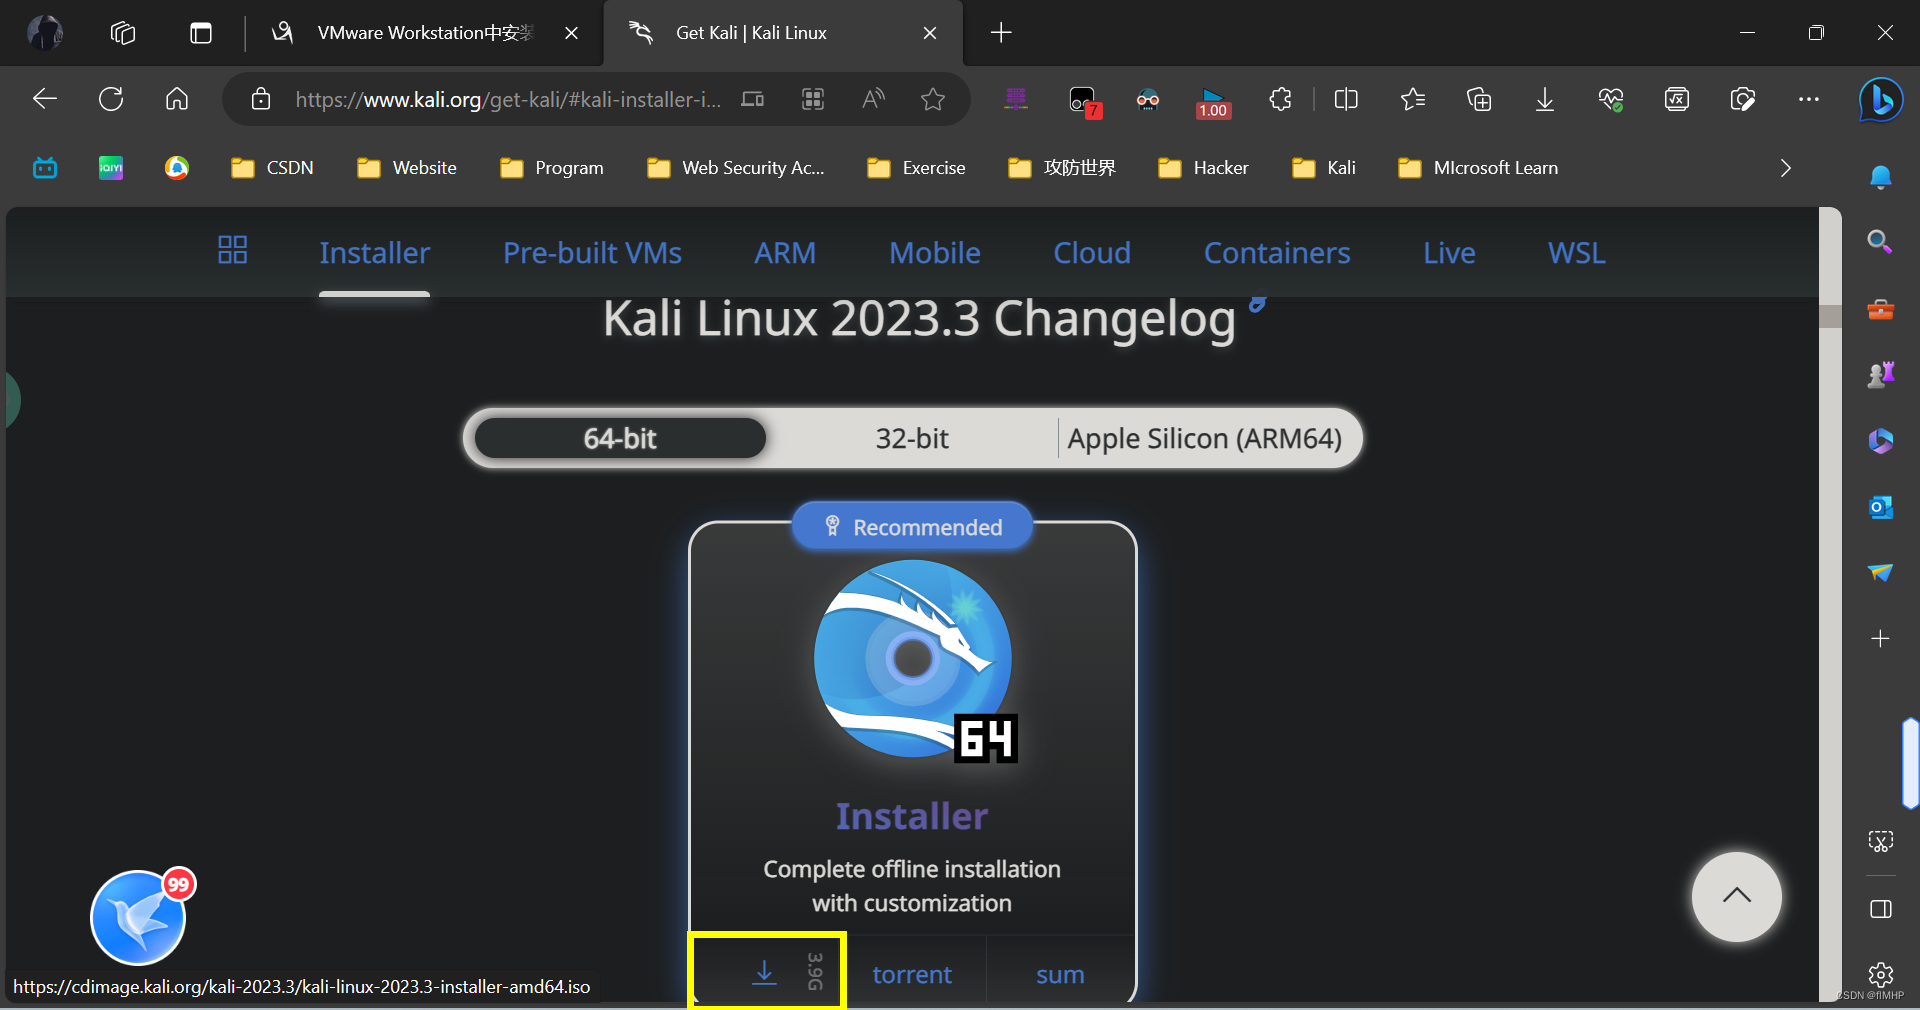 VMware Workstation中安装
Get Kali | Kali Linux
https://www.kali.org/get-kali/#kali-installer-i...
7
1.00
iQIYI
CSDN
Website
Program
Web Security Ac...
Exercise
攻防世界
Hacker
Kali
MIcrosoft Learn
Installer
Pre-built VMs
ARM
Mobile
Cloud
Containers
Live
WSL
Kali Linux 2023.3 Changelog
64-bit
32-bit
Apple Silicon (ARM64)
Recommended
64
Installer
Complete offline installation
with customization
99
3.9G
torrent
sum
https://cdimage.kali.org/kali-2023.3/kali-linux-2023.3-installer-amd64.iso
CSDN @flMHP